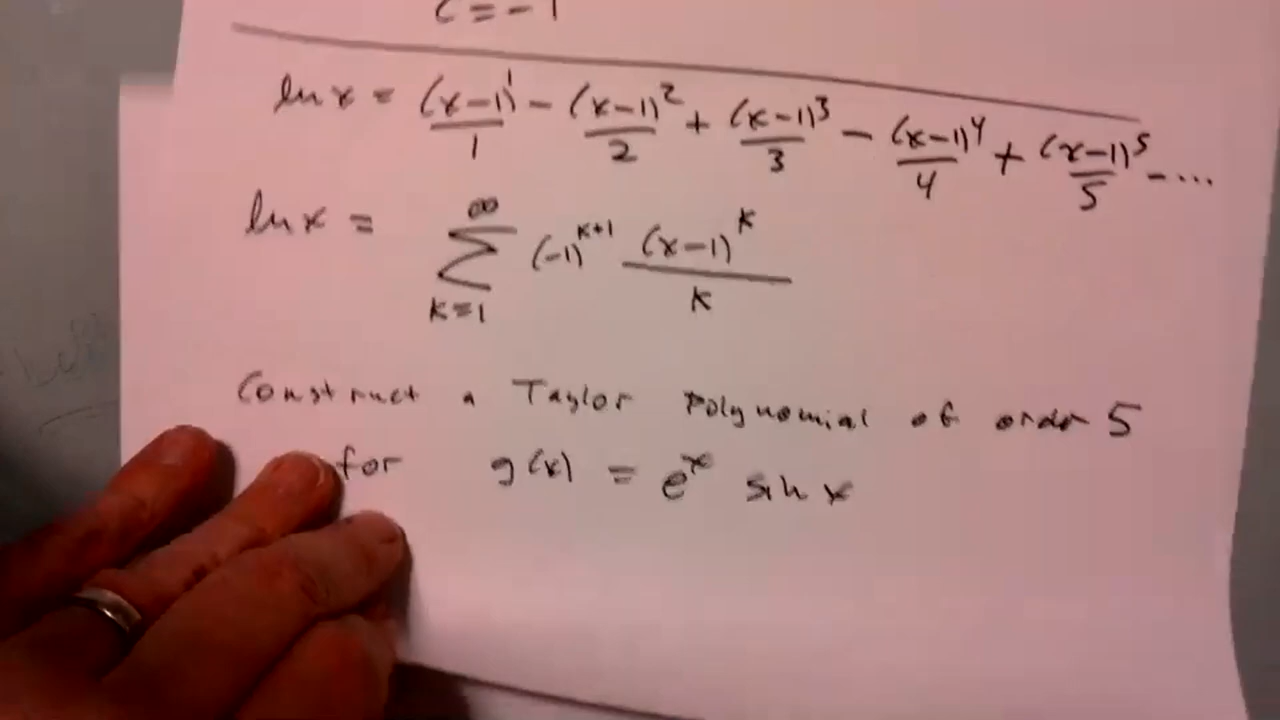 c = -1
ln x = (x-1)^1/1 - (x-1)^2/2 + (x-1)^3/3 - (x-1)^4/4 + (x-1)^5/5 - ....
ln x = ∑_{k=1}^{∞} (-1)^{k+1} (x-1)^k/k
Construct a Taylor Polynomial of order 5
for g(x) = e^x sin x